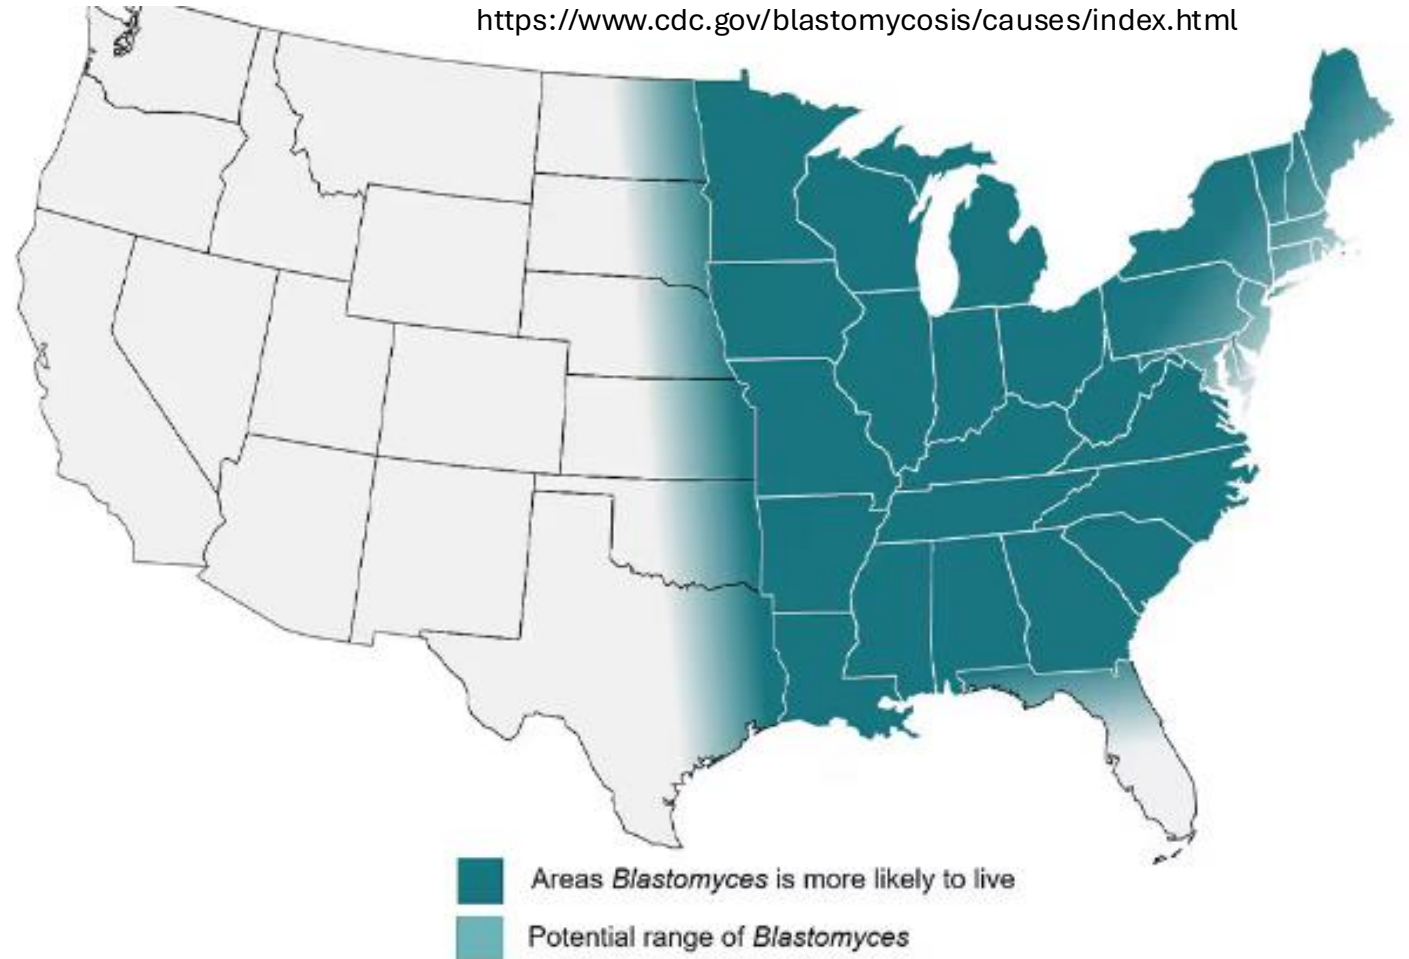 https://www.cdc.gov/blastomycosis/causes/index.html
Areas Blastomyces is more likely to live
Potential range of Blastomyces